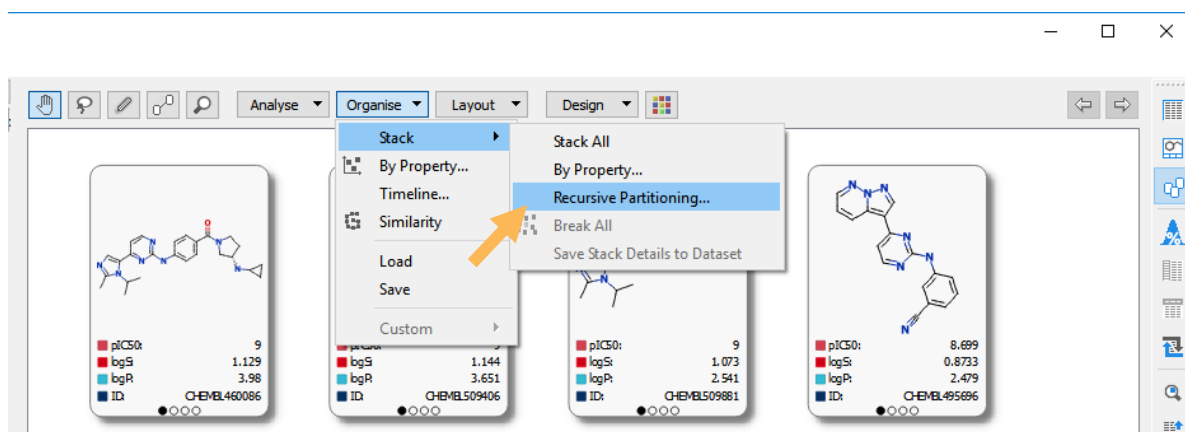 Analyse
Organise
Layout
Design
Stack
By Property...
Timeline...
Similarity
Load
Save
Custom
Stack All
By Property...
Recursive Partitioning...
Break All
Save Stack Details to Dataset
pIC50: 9
logS: 1.129
logP: 3.98
ID: CHEMBL460086
logS: 1.144
logP: 3.651
ID: CHEMBL509406
pIC50: 9
logS: 1.073
logP: 2.541
ID: CHEMBL509881
pIC50: 8.699
logS: 0.8733
logP: 2.479
ID: CHEMBL495696